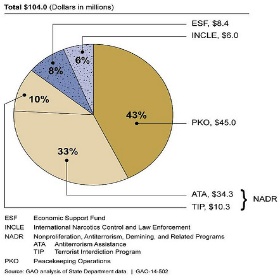 Total $104.0 (Dollars in millions)
ESF, $8.4
INCLE, $6.0
6%
8%
10%
43%
PKO, $45.0
33%
ATA, $34.3
TIP, $10.3
NADR
ESF Economic Support Fund
INCLE International Narcotics Control and Law Enforcement
NADR Nonproliferation, Antiterrorism, Demining, and Related Programs
ATA Antiterrorism Assistance
TIP Terrorist Interdiction Program
PKO Peacekeeping Operations
Source: GAO analysis of State Department data. | GAO-14-502